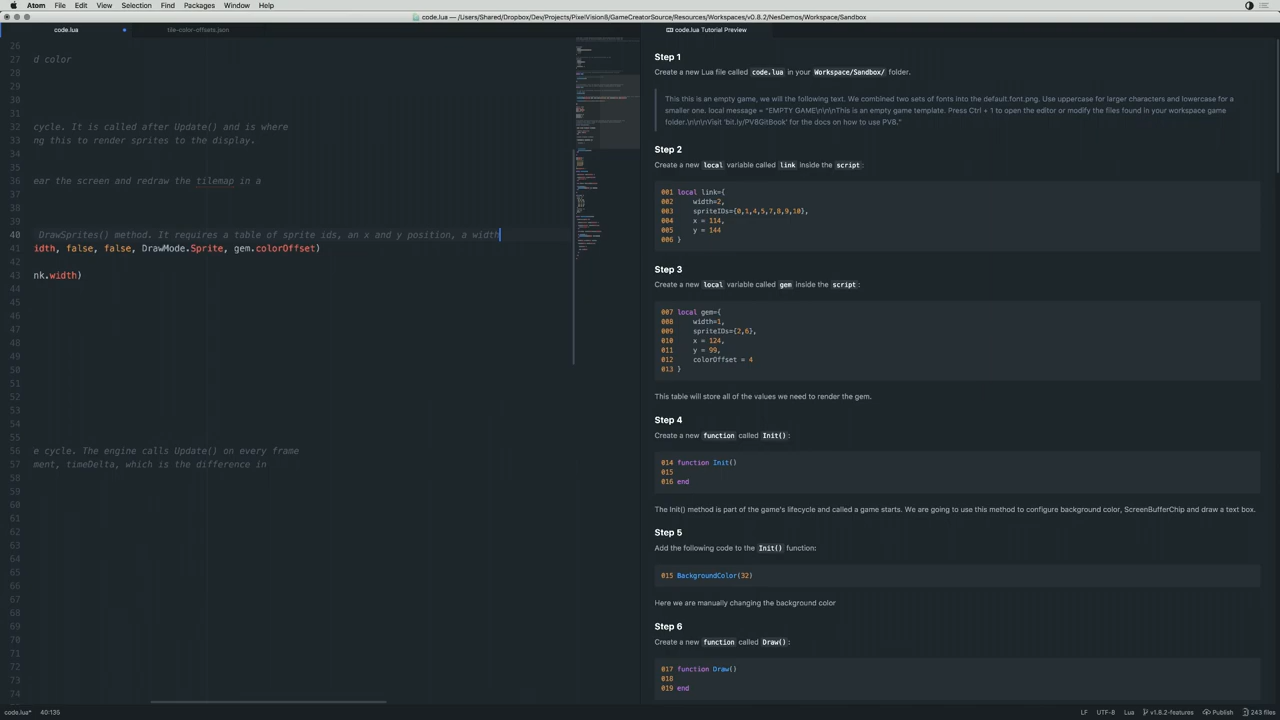 Atom File Edit View Selection Find Packages Window Help
code.lua — /Users/Shared/Dropbox/Dev/Projects/PixelVision8/GameCreatorSource/Resources/Workspaces/v0.8.2/NesDemos/Workspace/Sandbox
code.lua
tile-color-offsets.json
code.lua Tutorial Preview
26
27 d color
28
29
30
31
32 cycle. It is called after Update() and is where
33 ng this to render sprites to the display.
34
35
36 ear the screen and redraw the tilemap in a
37
38
39
40 DrawSprites() method. It requires a table of sprite ids, an x and y position, a width
41 idth, false, false, DrawMode.Sprite, gem.colorOffset)
42
43 nk.width)
44
45
46
47
48
49
50
51
52
53
54
55
56 e cycle. The engine calls Update() on every frame
57 ment, timeDelta, which is the difference in
58
59
60
61
62
63
64
65
66
67
68
69
70
71
72
73
74
Step 1
Create a new Lua file called code.lua in your Workspace/Sandbox/ folder.
This this is an empty game, we will the following text. We combined two sets of fonts into the default.font.png. Use uppercase for larger characters and lowercase for a
smaller one. local message = "EMPTY GAME\n\n\nThis is an empty game template. Press Ctrl + 1 to open the editor or modify the files found in your workspace game
folder.\n\n\nVisit 'bit.ly/PV8GitBook' for the docs on how to use PV8."
Step 2
Create a new local variable called link inside the script:
001 local link={
002 width=2,
003 spriteIDs={0,1,4,5,7,8,9,10},
004 x = 114,
005 y = 144
006 }
Step 3
Create a new local variable called gem inside the script:
007 local gem={
008 width=1,
009 spriteIDs={2,6},
010 x = 124,
011 y = 99,
012 colorOffset = 4
013 }
This table will store all of the values we need to render the gem.
Step 4
Create a new function called Init():
014 function Init()
015
016 end
The Init() method is part of the game's lifecycle and called a game starts. We are going to use this method to configure background color, ScreenBufferChip and draw a text box.
Step 5
Add the following code to the Init() function:
015 BackgroundColor(32)
Here we are manually changing the background color
Step 6
Create a new function called Draw():
017 function Draw()
018
019 end
code.lua* 40:135
LF UTF-8 Lua v1.8.2-features Publish 243 files